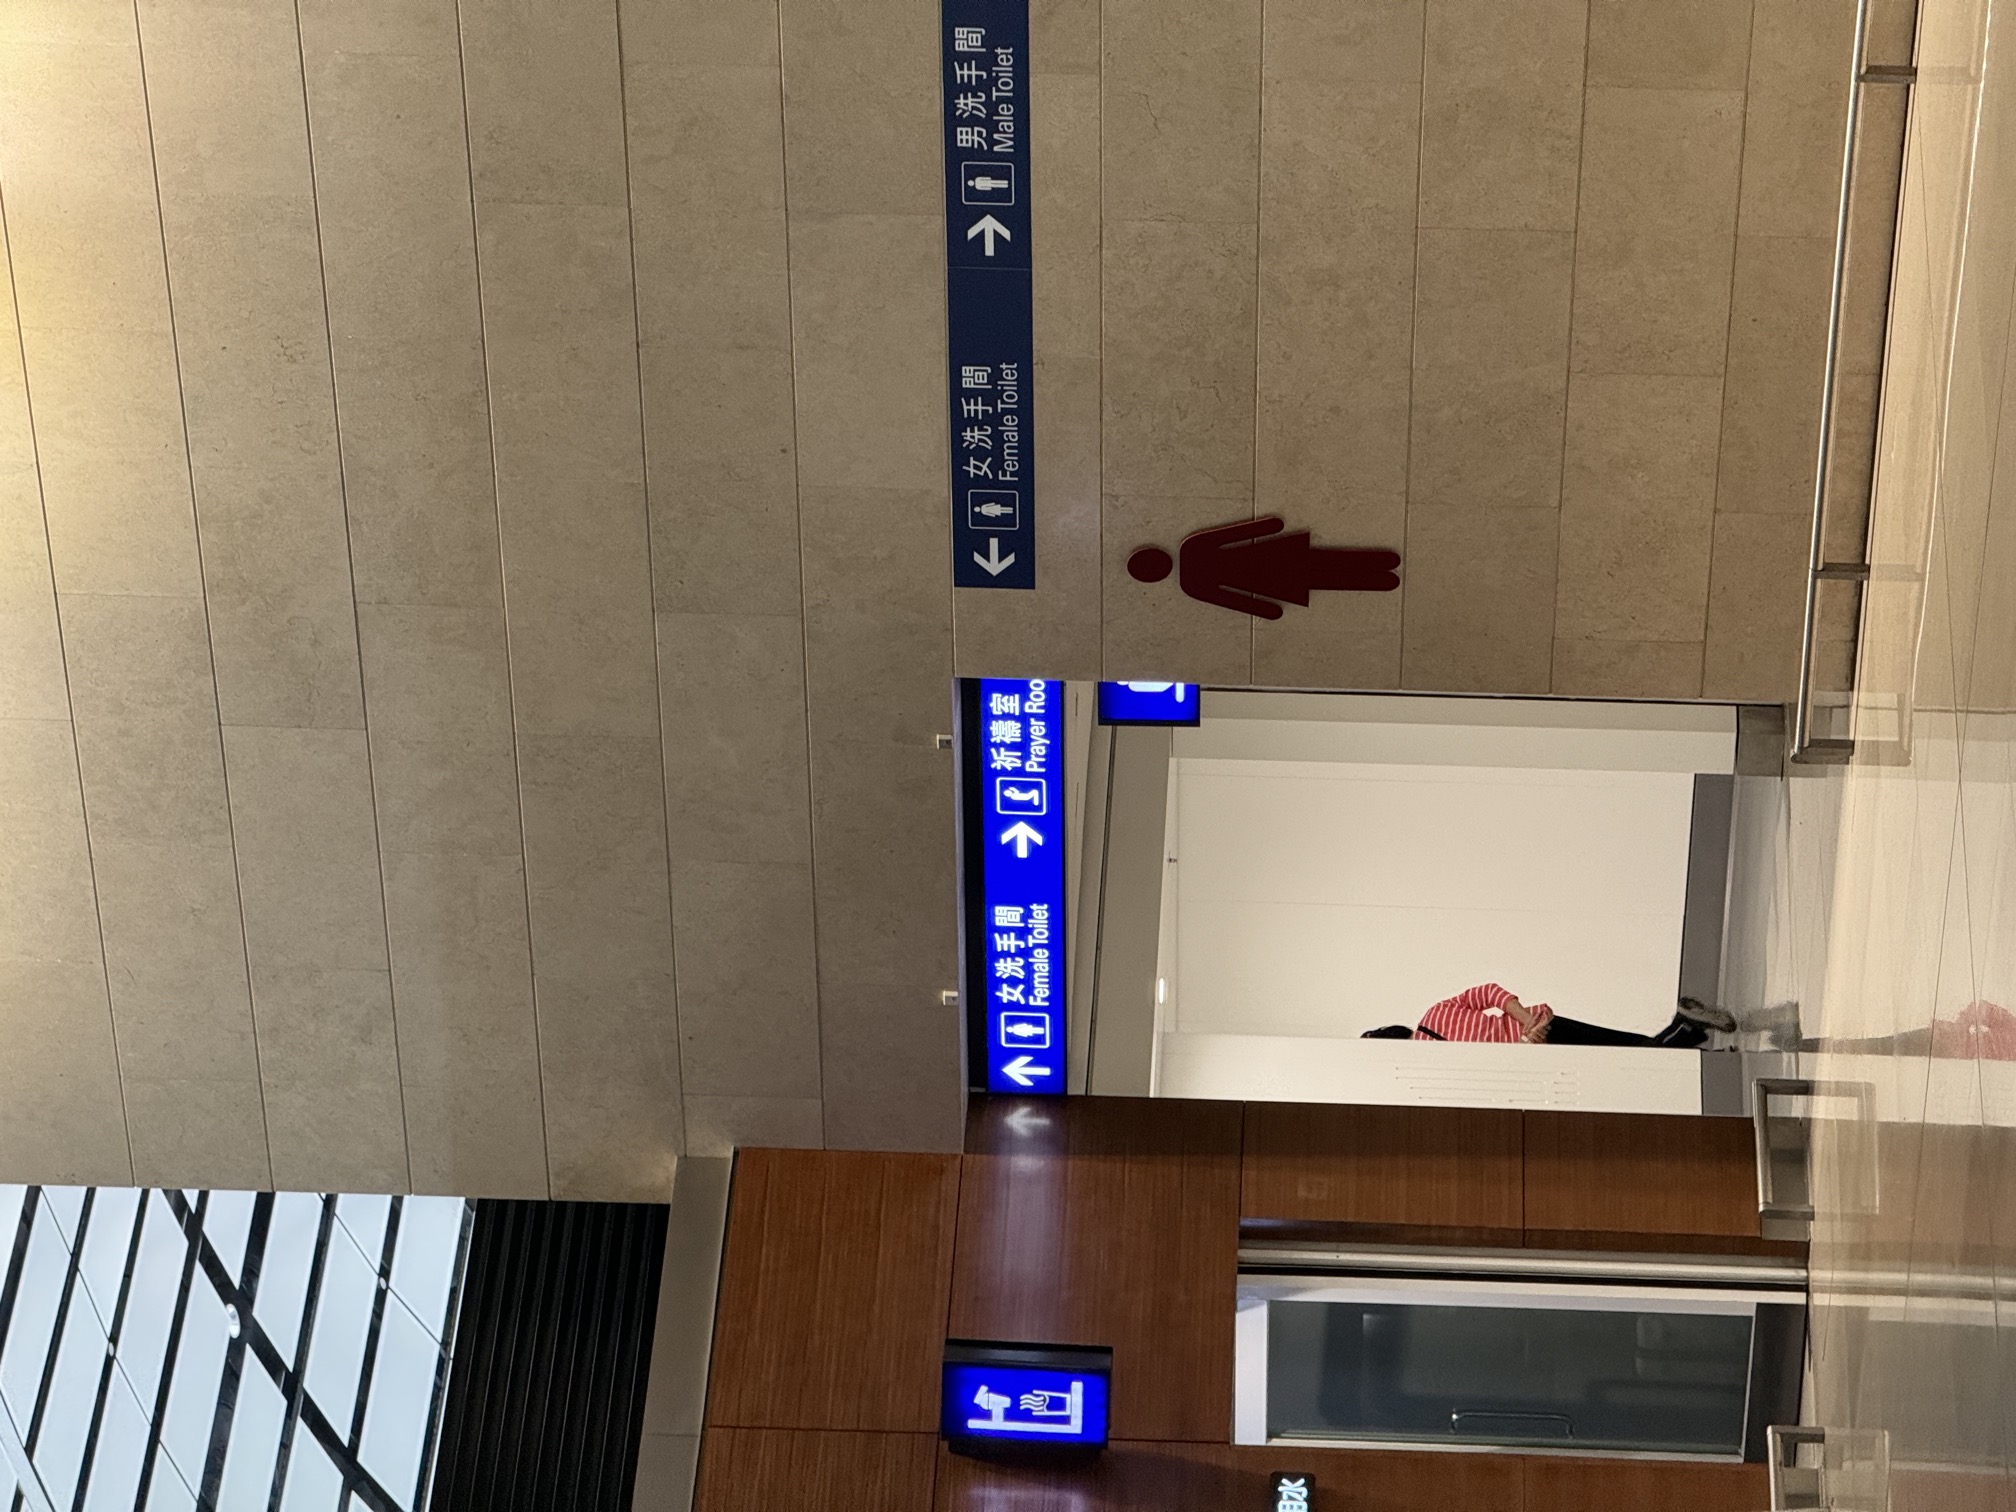 女洗手間
Female Toilet
祈禱室
Prayer Roo
女洗手間
Female Toilet
男洗手間
Male Toilet
水